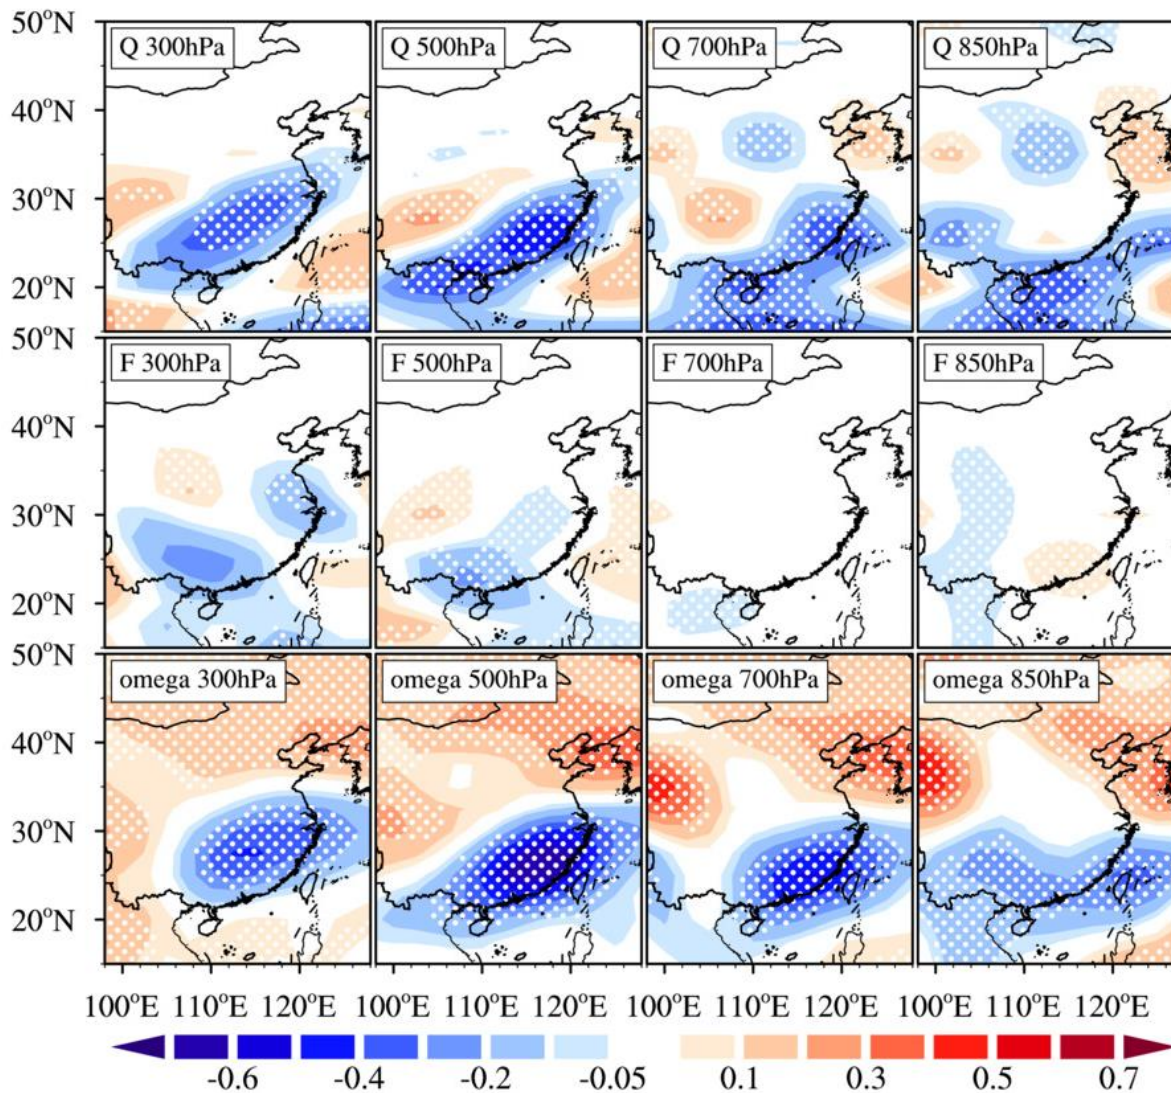 50°N
Q 300hPa Q 500hPa Q 700hPa Q 850hPa
40°N
30°N
20°N
50°N
F 300hPa F 500hPa F 700hPa F 850hPa
40°N
30°N
20°N
50°N
omega 300hPa omega 500hPa omega 700hPa omega 850hPa
40°N
30°N
20°N
100°E 110°E 120°E 100°E 110°E 120°E 100°E 110°E 120°E 100°E 110°E 120°E
-0.6 -0.4 -0.2 -0.05 0.1 0.3 0.5 0.7